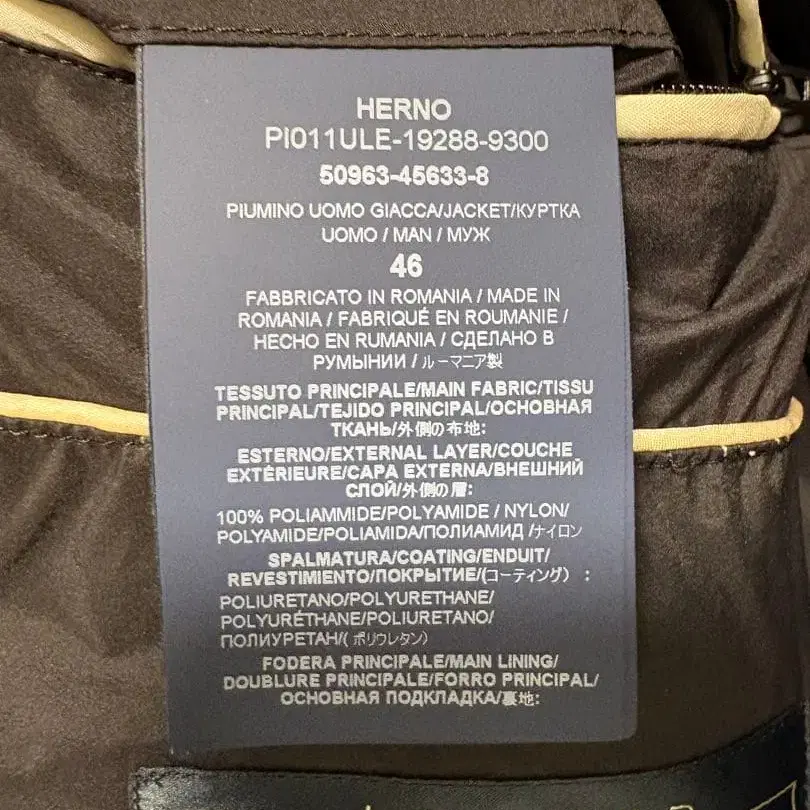 HERNO
PI011ULE-19288-9300
50963-45633-8
PIUMINO UOMO GIACCA/JACKET/КУРТКА
UOMO / MAN / МУЖ
46
FABBRICATO IN ROMANIA / MADE IN
ROMANIA / FABRIQUÉ EN ROUMANIE /
HECHO EN RUMANIA / СДЕЛАНО В
РУМЫНИИ / ルーマニア製
TESSUTO PRINCIPALE/MAIN FABRIC/TISSU
PRINCIPAL/TEJIDO PRINCIPAL/ОСНОВНАЯ
ТКАНЬ/外側の布地:
ESTERNO/EXTERNAL LAYER/COUCHE
EXTÉRIEURE/CAPA EXTERNA/ВНЕШНИЙ
СЛОЙ/外側の層:
100% POLIAMMIDE/POLYAMIDE / NYLON/
POLYAMIDE/POLIAMIDA/ПОЛИАМИД /ナイロン
SPALMATURA/COATING/ENDUIT/
REVESTIMIENTO/ПОКРЫТИЕ/(コーティング) :
POLIURETANO/POLYURETHANE/
POLYURÉTHANE/POLIURETANO/
ПОЛИУРЕТАН/( ポリウレタン)
FODERA PRINCIPALE/MAIN LINING/
DOUBLURE PRINCIPALE/FORRO PRINCIPAL/
ОСНОВНАЯ ПОДКЛАДКА/裏地: